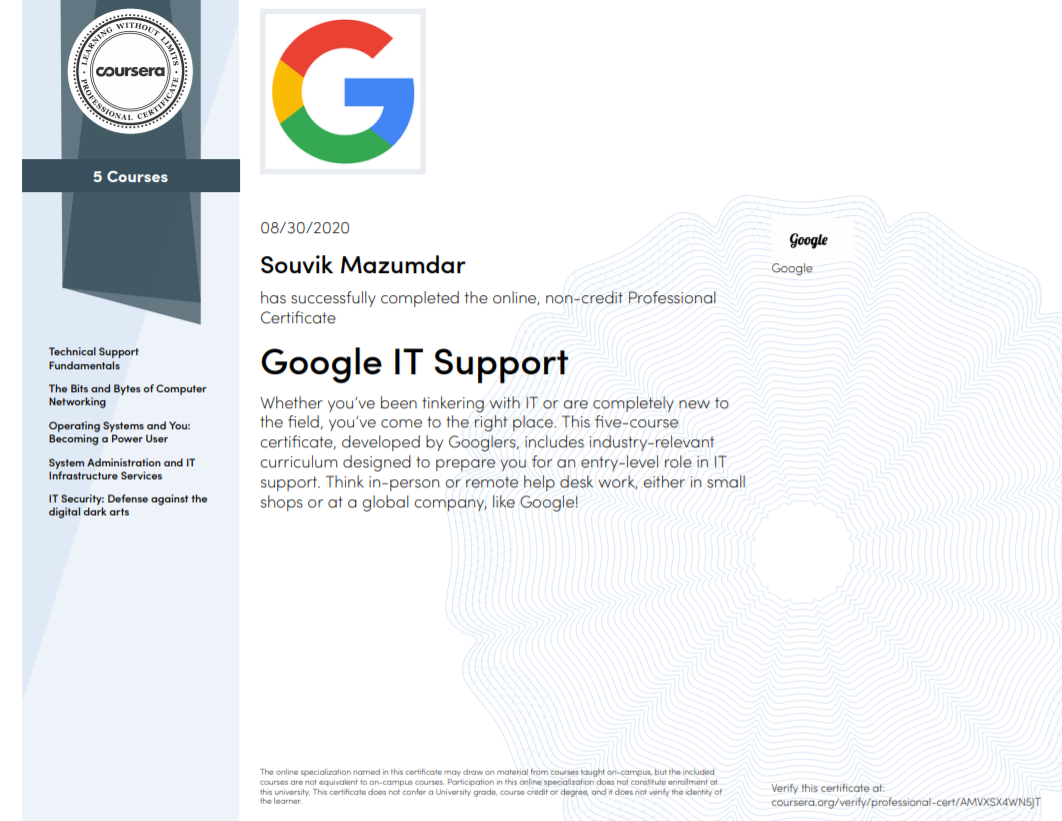 LEARNING WITHOUT LIMITS
coursera
PROFESSIONAL CERTIFICATE
5 Courses
Technical Support
Fundamentals
The Bits and Bytes of Computer
Networking
Operating Systems and You:
Becoming a Power User
System Administration and IT
Infrastructure Services
IT Security: Defense against the
digital dark arts
08/30/2020
Souvik Mazumdar
has successfully completed the online, non-credit Professional
Certificate
Google IT Support
Whether you've been tinkering with IT or are completely new to
the field, you've come to the right place. This five-course
certificate, developed by Googlers, includes industry-relevant
curriculum designed to prepare you for an entry-level role in IT
support. Think in-person or remote help desk work, either in small
shops or at a global company, like Google!
Google
Google
The online specialization named in this certificate may draw on material from courses taught on-campus, but the included
courses are not equivalent to on-campus courses. Participation in this online specialization does not constitute enrollment at
this university. This certificate does not confer a University grade, course credit or degree, and it does not verify the identity of
the learner.
Verify this certificate at:
coursera.org/verify/professional-cert/AMVXSX4WN5JT